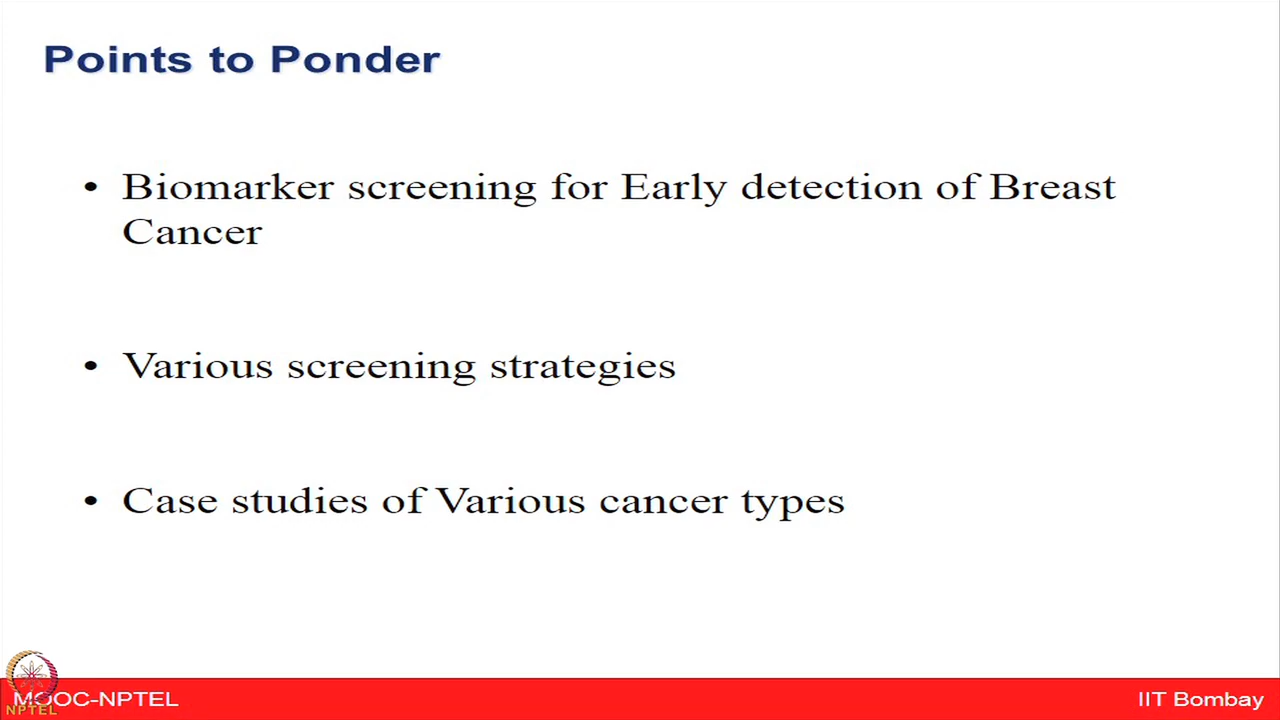 Points to Ponder
• Biomarker screening for Early detection of Breast
Cancer
• Various screening strategies
• Case studies of Various cancer types
MOOC-NPTEL
NPTEL
IIT Bombay